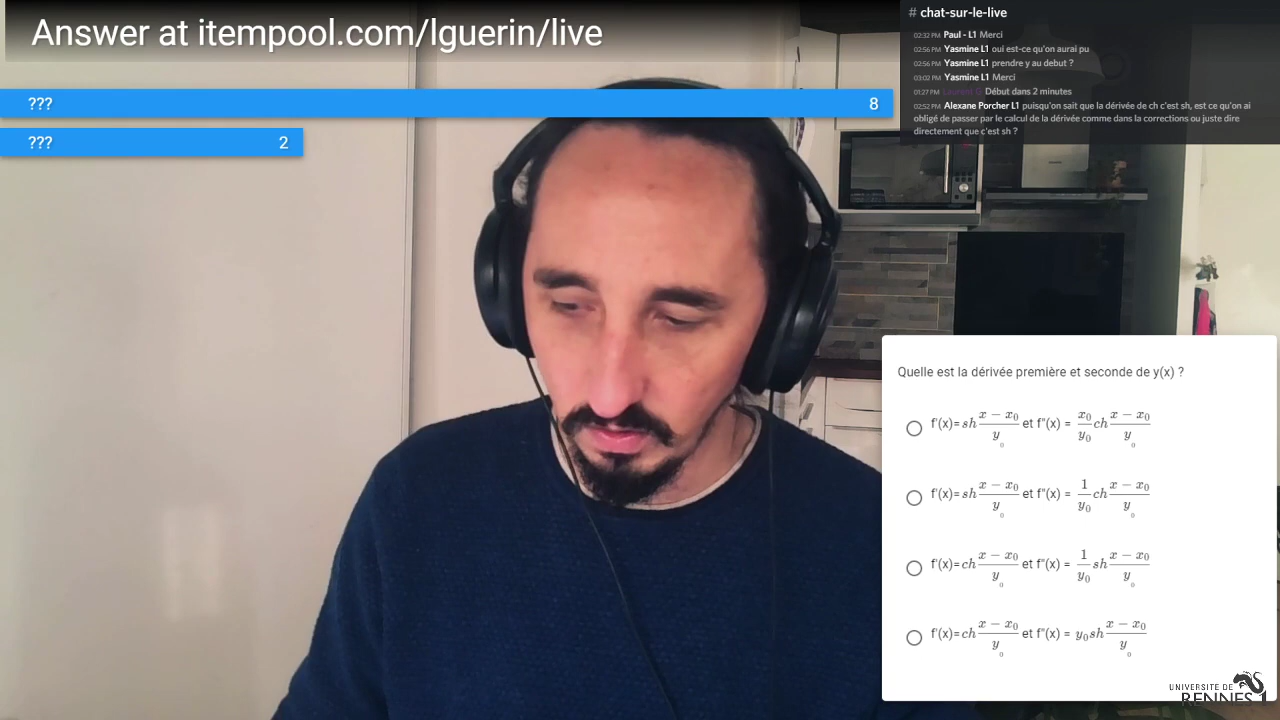 Answer at itempool.com/lguerin/live
??? 8
??? 2
# chat-sur-le-live
02:32 PM Paul - L1 Merci
02:56 PM Yasmine L1 oui est-ce qu'on aurai pu
02:56 PM Yasmine L1 prendre y au debut ?
03:02 PM Yasmine L1 Merci
01:27 PM Laurent G Début dans 2 minutes
02:52 PM Alexane Porcher L1 puisqu'on sait que la dérivée de ch c'est sh, est ce qu'on ai
obligé de passer par le calcul de la dérivée comme dans la corrections ou juste dire
directement que c'est sh ?
Quelle est la dérivée première et seconde de y(x) ?
f'(x)= sh (x − x₀)/y₀ et f''(x) = x₀/y₀ ch (x − x₀)/y₀
f'(x)= sh (x − x₀)/y₀ et f''(x) = 1/y₀ ch (x − x₀)/y₀
f'(x)= ch (x − x₀)/y₀ et f''(x) = 1/y₀ sh (x − x₀)/y₀
f'(x)= ch (x − x₀)/y₀ et f''(x) = y₀ sh (x − x₀)/y₀
UNIVERSITE DE
RENNES 1